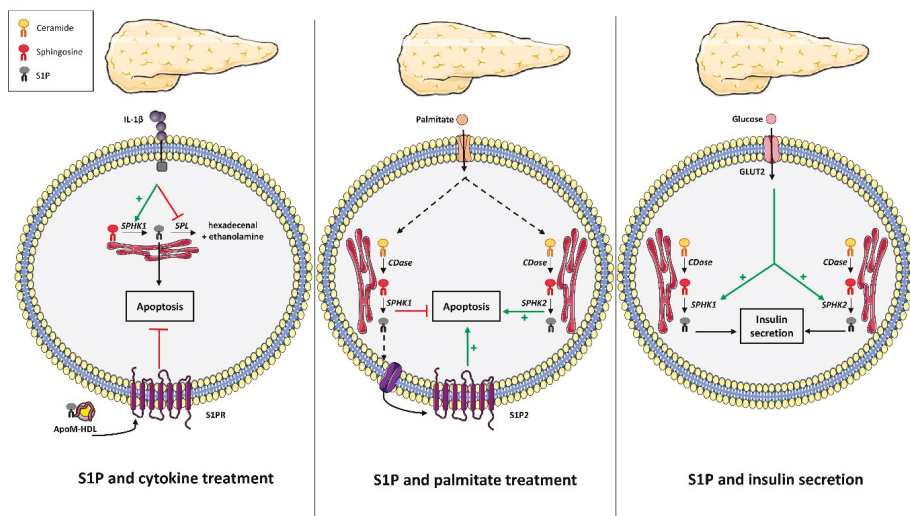 Ceramide
Sphingosine
S1P
IL-1β
+
SPHK1
SPL
hexadecenal
+ ethanolamine
Apoptosis
S1PR
ApoM-HDL
S1P and cytokine treatment
Palmitate
CDase
CDase
SPHK1
Apoptosis
SPHK2
+
+
S1P2
S1P and palmitate treatment
Glucose
GLUT2
CDase
CDase
+
+
SPHK1
SPHK2
Insulin
secretion
S1P and insulin secretion